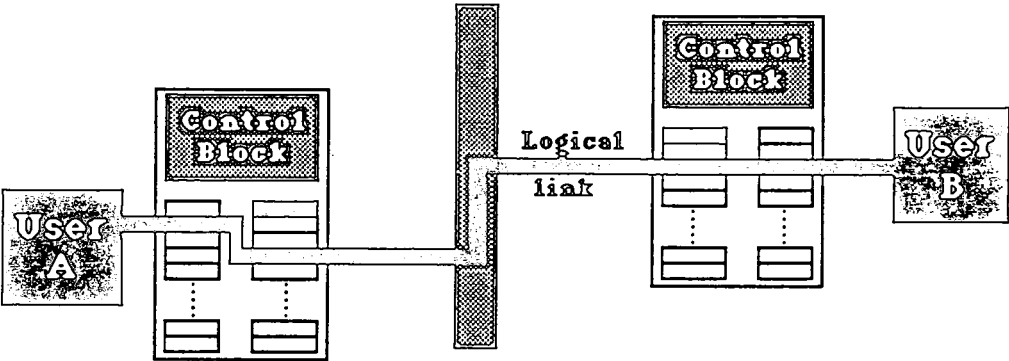 Control
Block
User
A
Logical
link
Control
Block
User
B